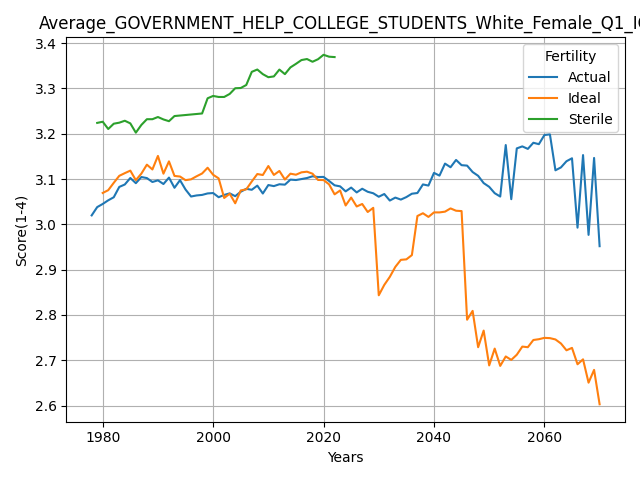 Average_GOVERNMENT_HELP_COLLEGE_STUDENTS_White_Female_Q1_I
3.4
3.3
3.2
3.1
3.0
2.9
2.8
2.7
2.6
Score(1-4)
Fertility
Actual
Ideal
Sterile
1980
2000
2020
2040
2060
Years